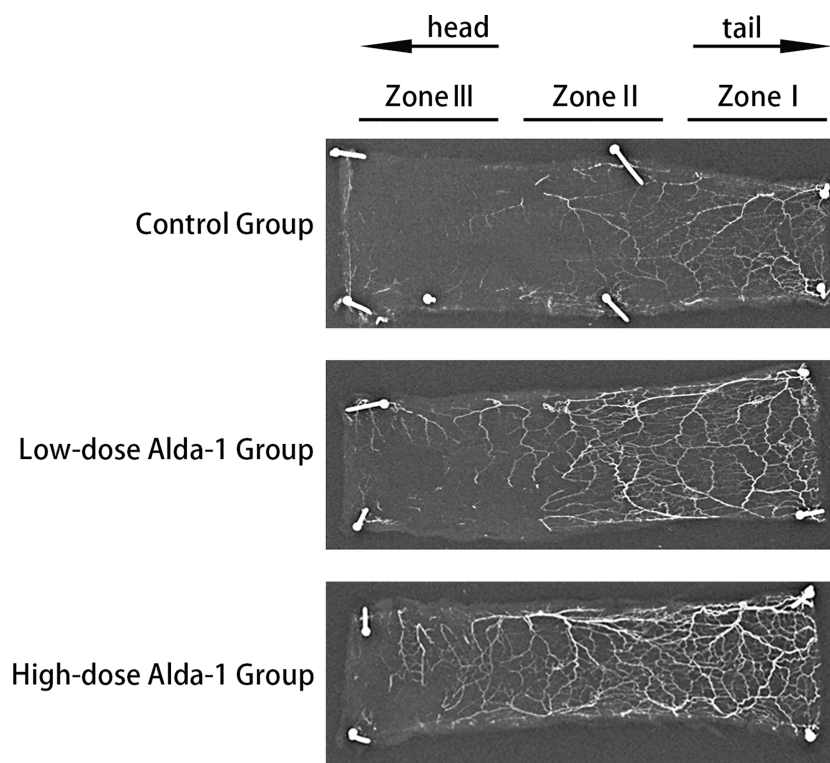 head tail
Zone III Zone II Zone I
Control Group
Low-dose Alda-1 Group
High-dose Alda-1 Group